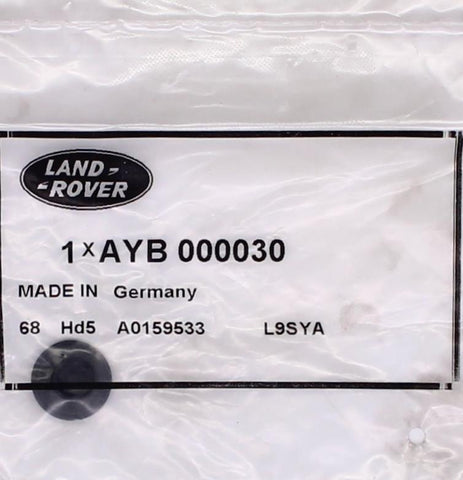 LAND-
-ROVER
1 x AYB 000030
MADE IN Germany
68 Hd5 A0159533 L9SYA